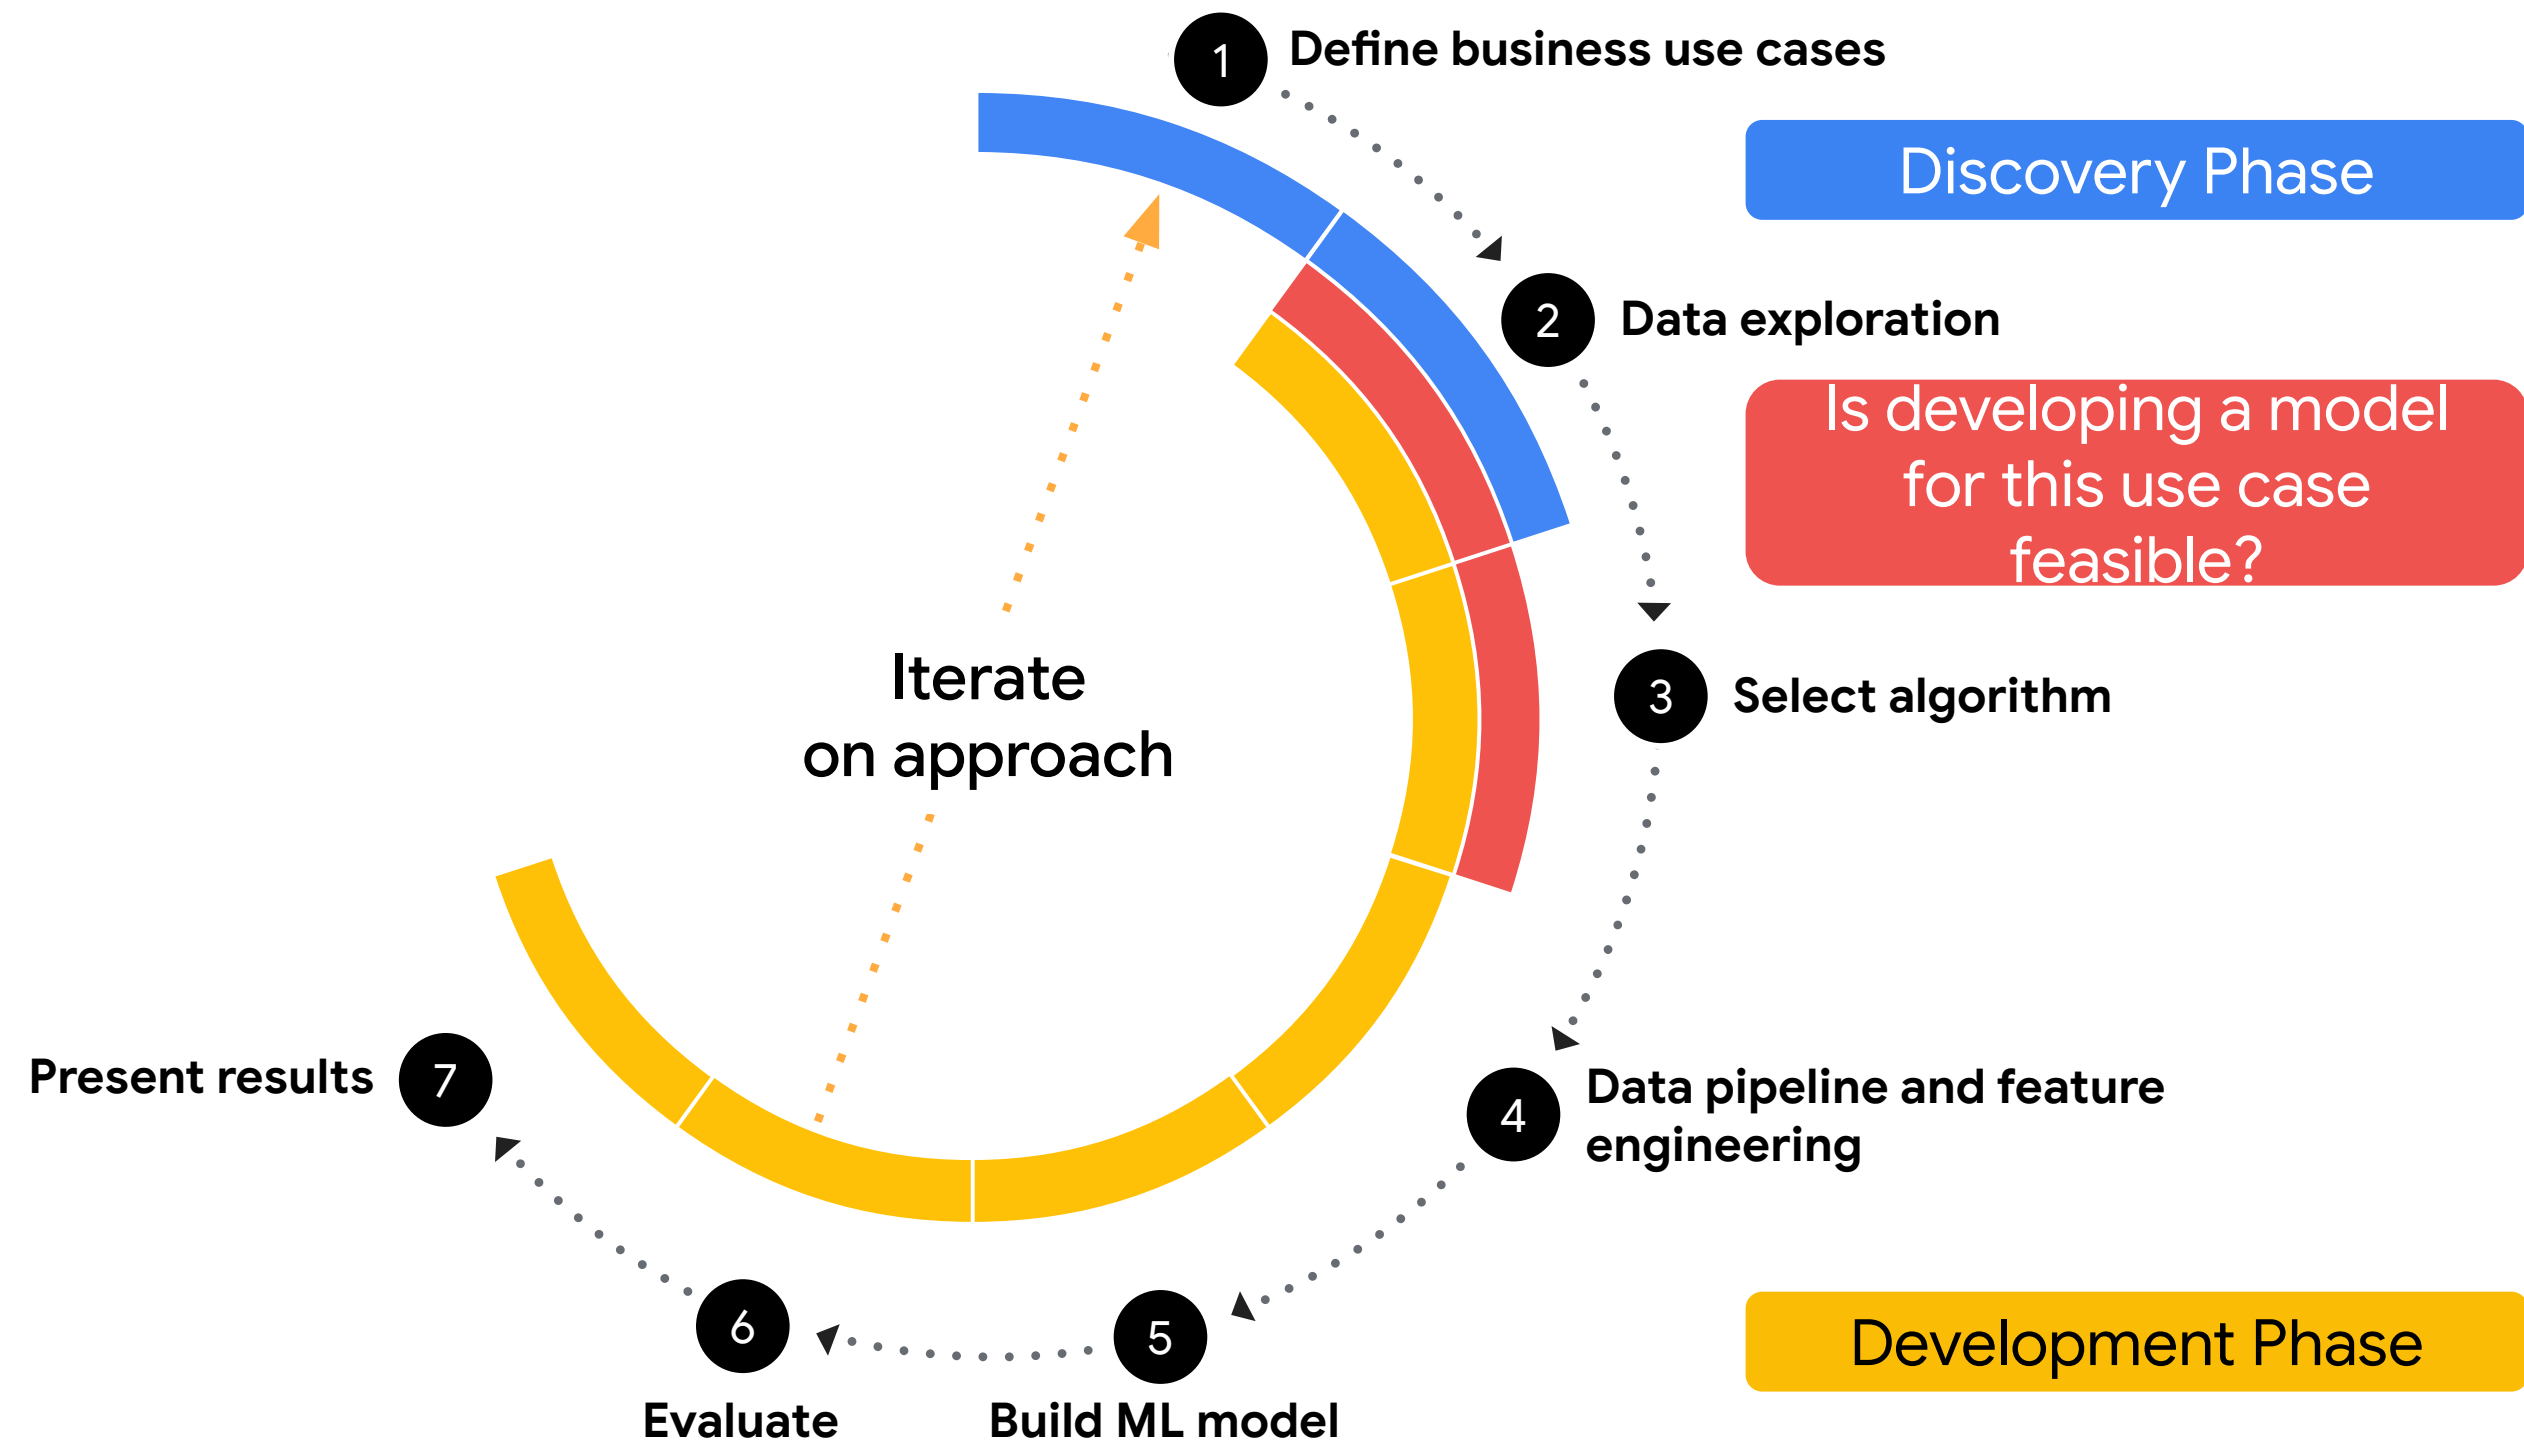 1
Define business use cases
Discovery Phase
2
Data exploration
Is developing a model
for this use case
feasible?
Iterate
on approach
3
Select algorithm
4
Data pipeline and feature
engineering
5
Build ML model
6
Evaluate
7
Present results
Development Phase